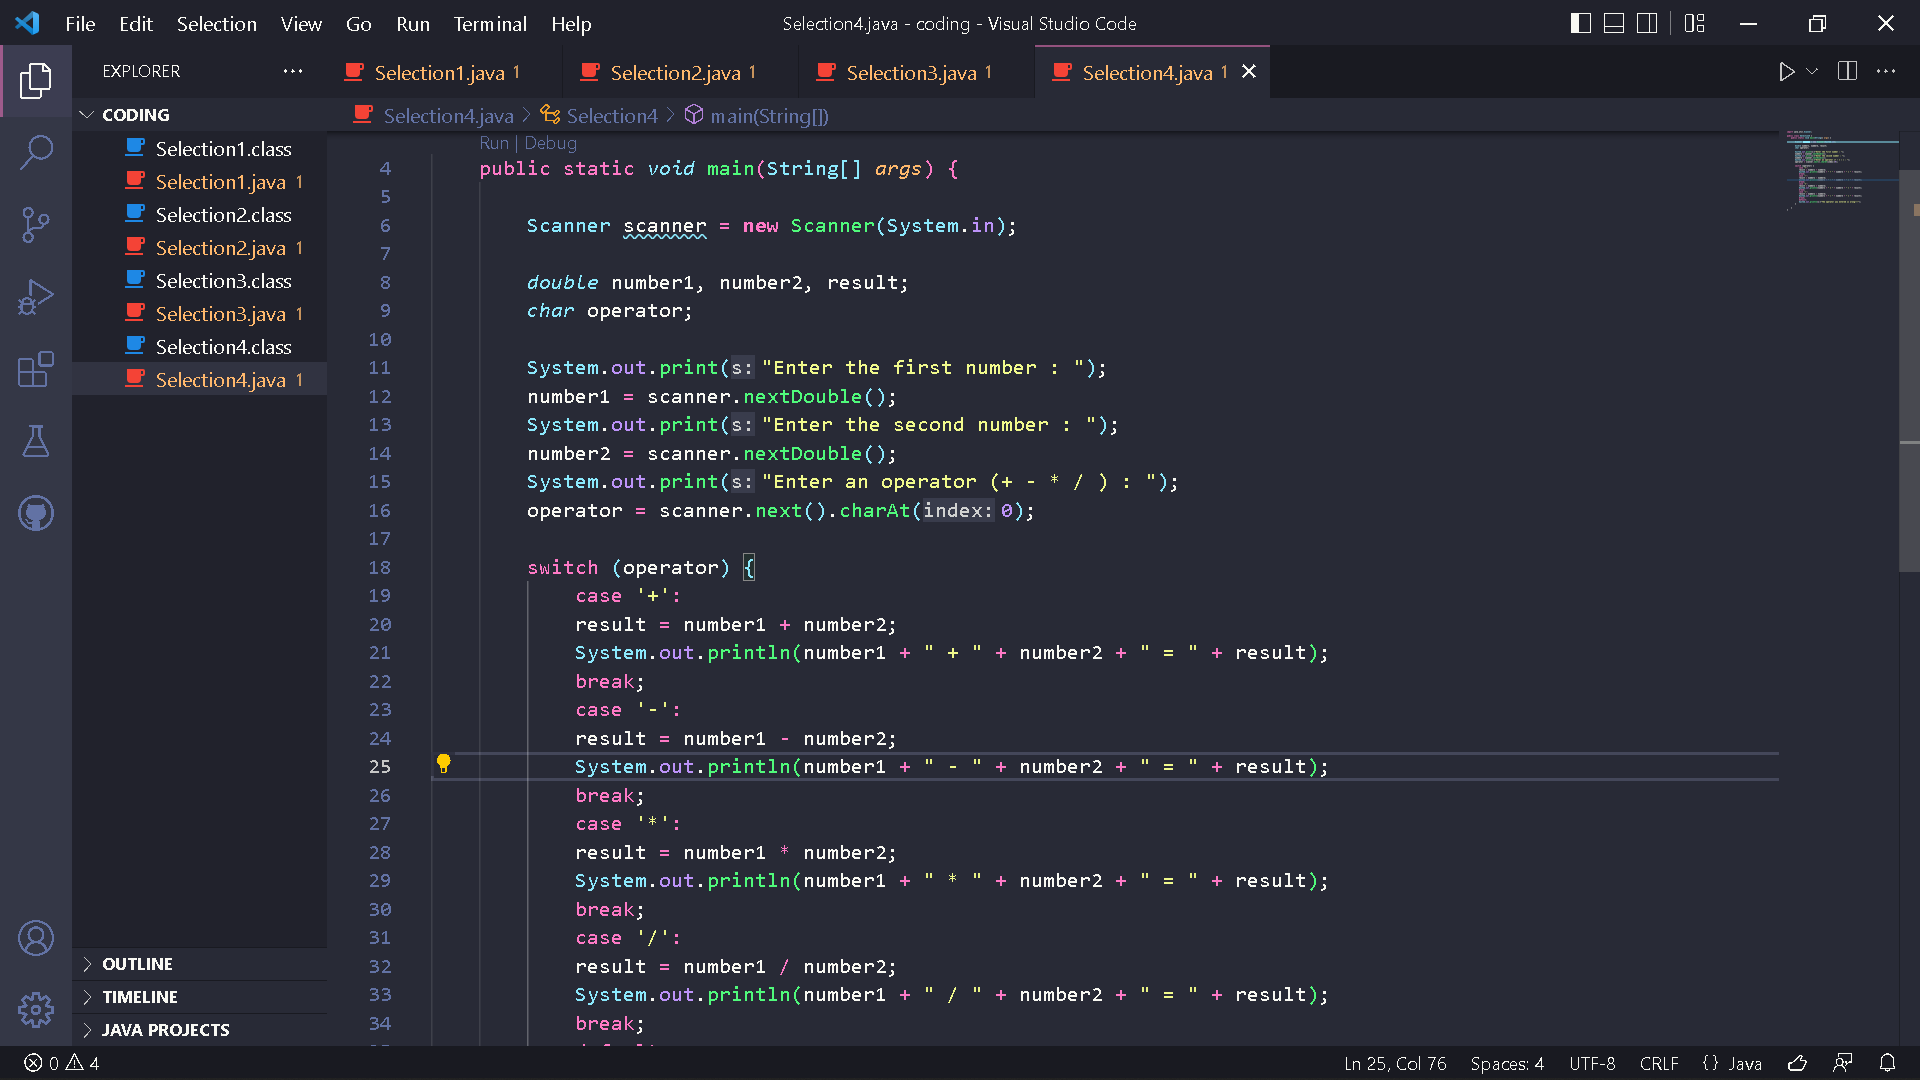 File Edit Selection View Go Run Terminal Help
Selection4.java - coding - Visual Studio Code
EXPLORER
Selection1.java 1
Selection2.java 1
Selection3.java 1
Selection4.java 1
CODING
Selection1.class
Selection1.java 1
Selection2.class
Selection2.java 1
Selection3.class
Selection3.java 1
Selection4.class
Selection4.java 1
OUTLINE
TIMELINE
JAVA PROJECTS
Selection4.java > Selection4 > main(String[])
Run | Debug
4 public static void main(String[] args) {
5
6 Scanner scanner = new Scanner(System.in);
7
8 double number1, number2, result;
9 char operator;
10
11 System.out.print(s: "Enter the first number : ");
12 number1 = scanner.nextDouble();
13 System.out.print(s: "Enter the second number : ");
14 number2 = scanner.nextDouble();
15 System.out.print(s: "Enter an operator (+ - * / ) : ");
16 operator = scanner.next().charAt(index: 0);
17
18 switch (operator) {
19 case '+':
20 result = number1 + number2;
21 System.out.println(number1 + " + " + number2 + " = " + result);
22 break;
23 case '-':
24 result = number1 - number2;
25 System.out.println(number1 + " - " + number2 + " = " + result);
26 break;
27 case '*':
28 result = number1 * number2;
29 System.out.println(number1 + " * " + number2 + " = " + result);
30 break;
31 case '/':
32 result = number1 / number2;
33 System.out.println(number1 + " / " + number2 + " = " + result);
34 break;
0 4
Ln 25, Col 76 Spaces: 4 UTF-8 CRLF {} Java